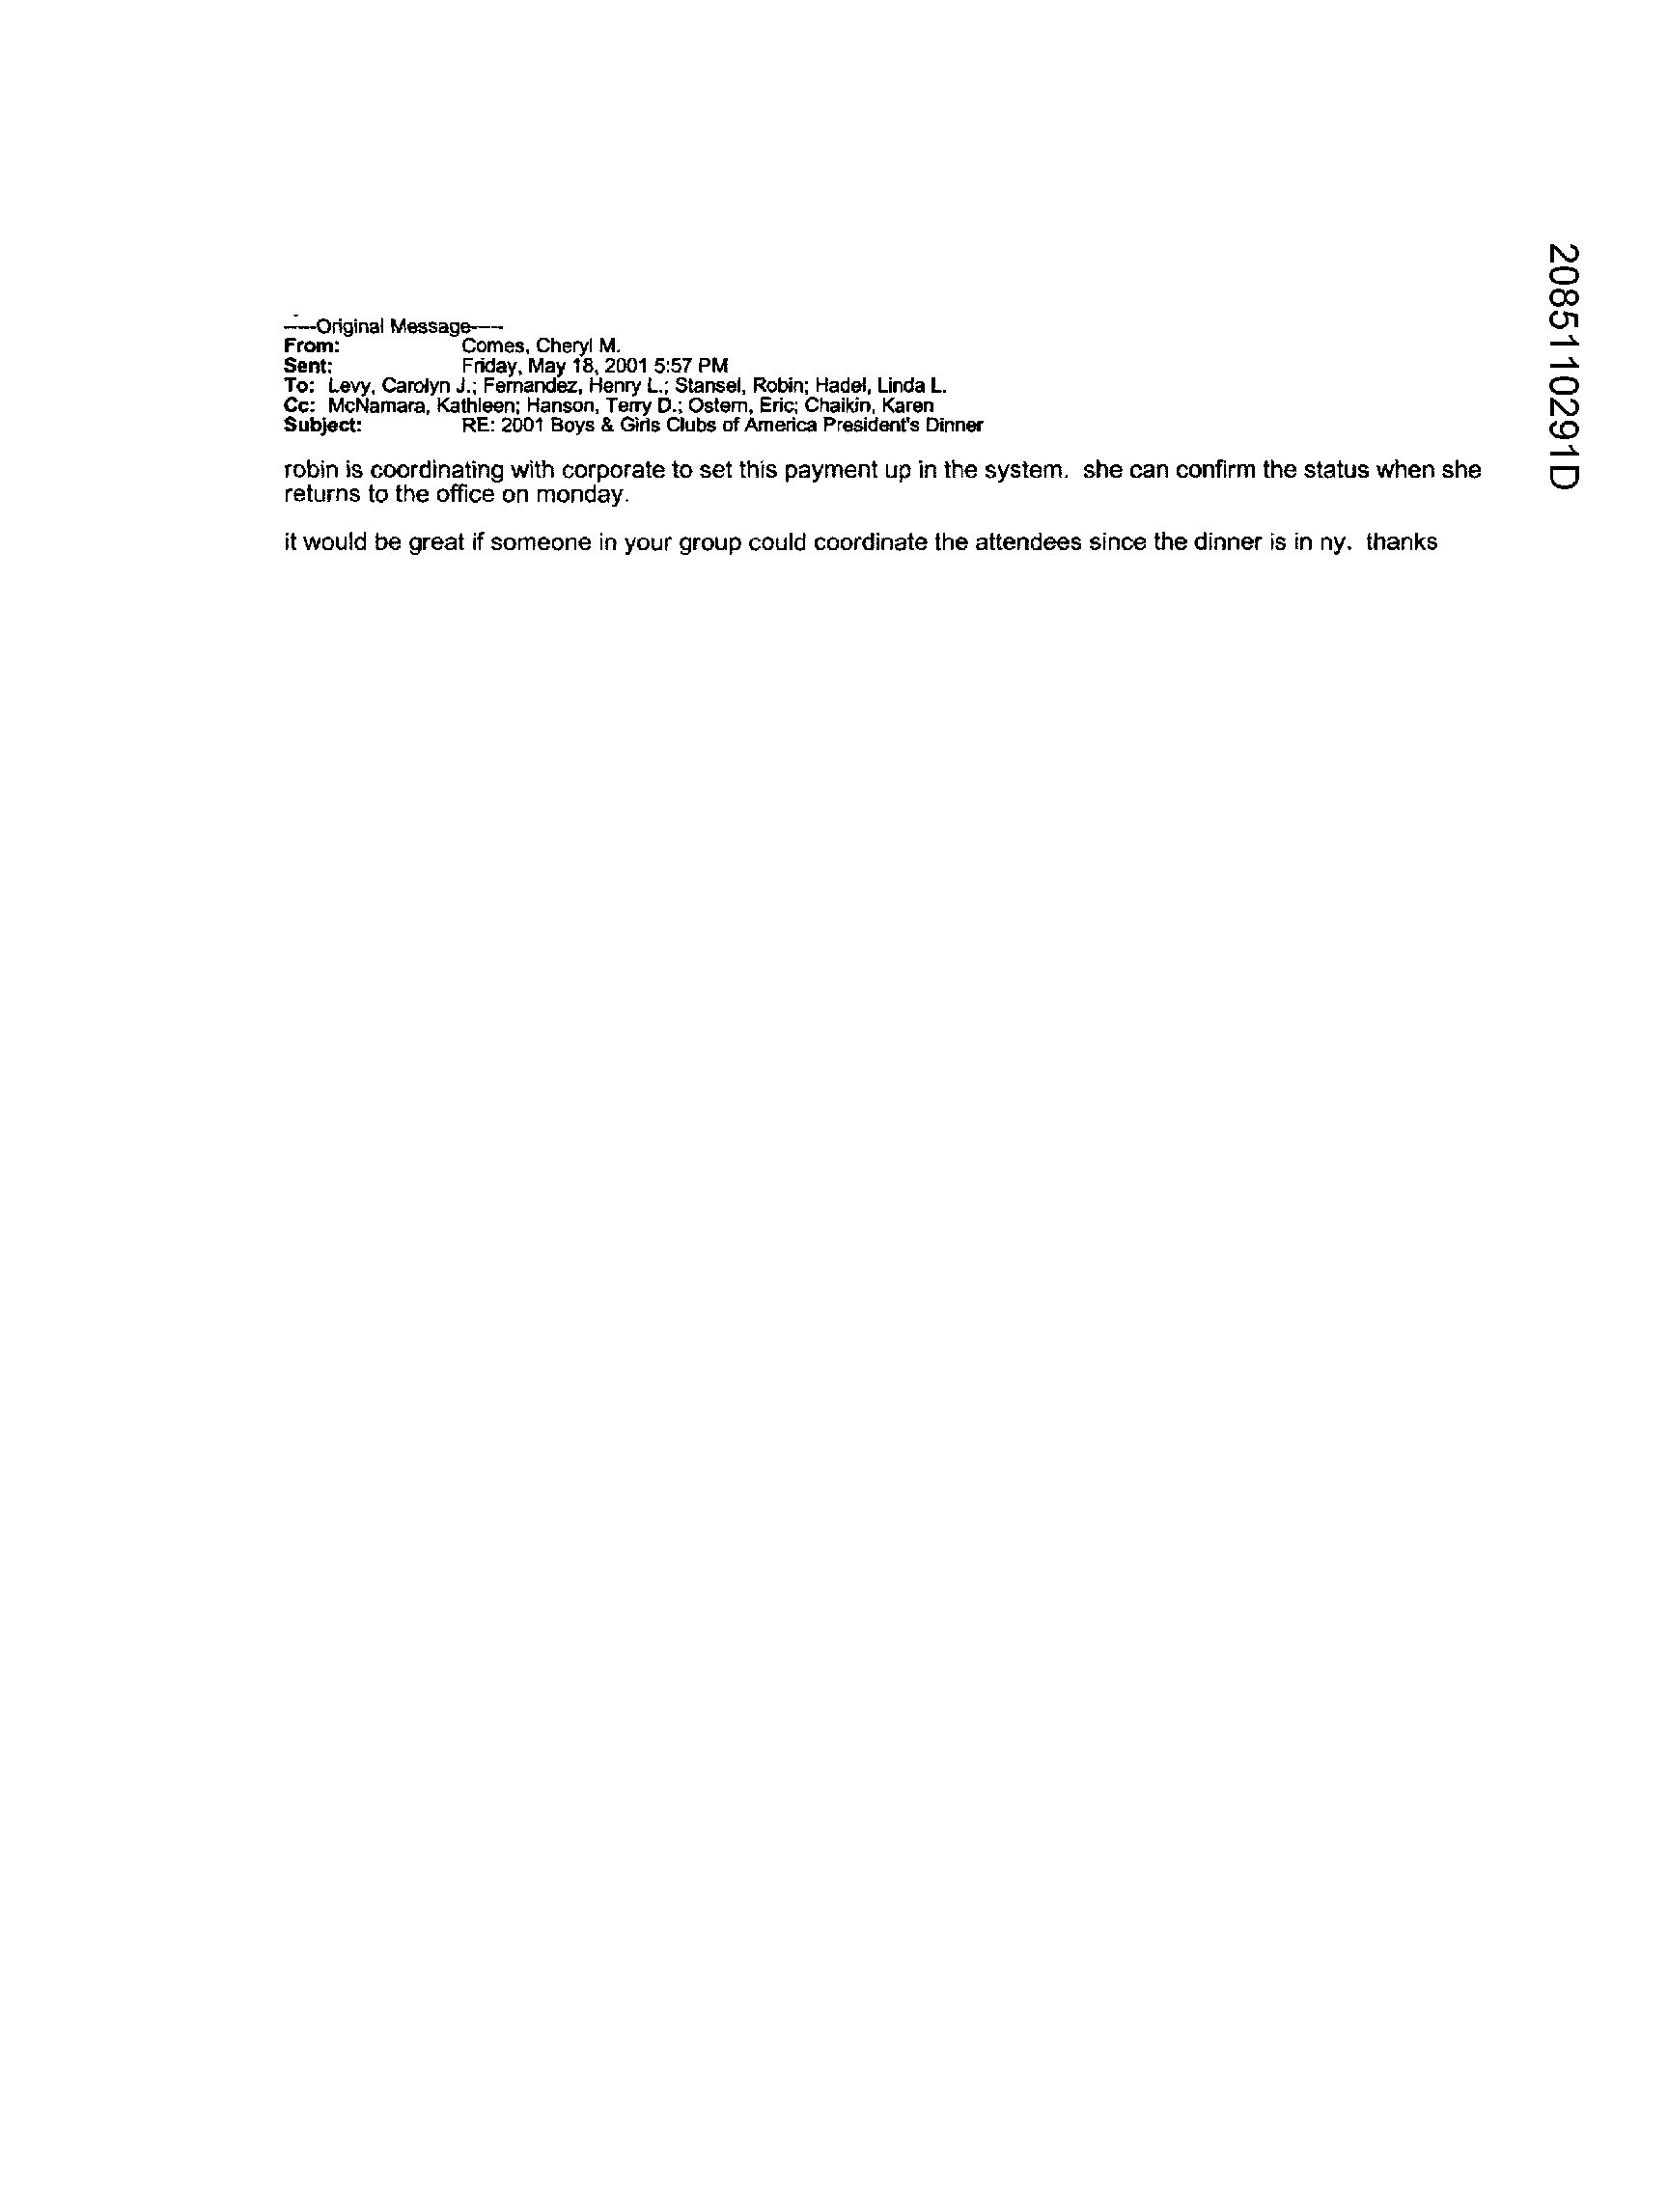 -----Original Message-----
From: Comes, Cheryl M.
Sent: Friday, May 18, 2001 5:57 PM
To: Levy, Carolyn J.; Fernandez, Henry L.; Stansel, Robin; Hadel, Linda L.
Cc: McNamara, Kathleen; Hanson, Terry D.; Ostern, Eric; Chaikin, Karen
Subject: RE: 2001 Boys & Girls Clubs of America President's Dinner
robin is coordinating with corporate to set this payment up in the system. she can confirm the status when she
returns to the office on monday.
it would be great if someone in your group could coordinate the attendees since the dinner is in ny. thanks
2085110291D